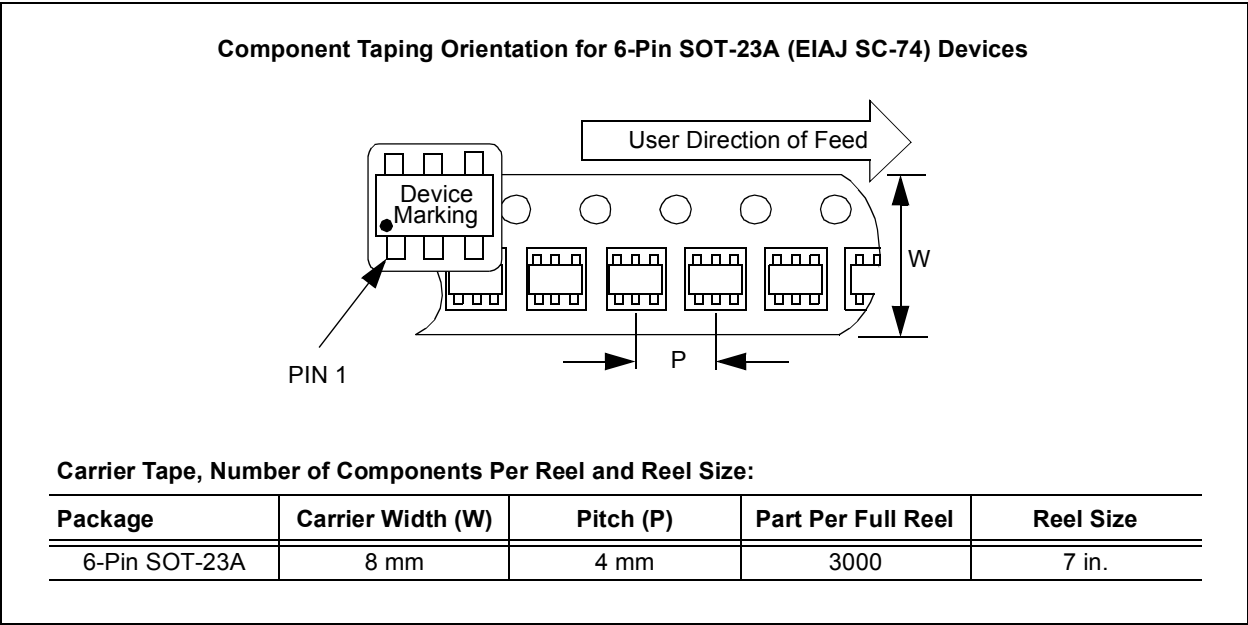 Component Taping Orientation for 6-Pin SOT-23A (EIAJ SC-74) Devices
User Direction of Feed
Device
Marking
W
P
PIN 1
Carrier Tape, Number of Components Per Reel and Reel Size:
Package Carrier Width (W) Pitch (P) Part Per Full Reel Reel Size
6-Pin SOT-23A 8 mm 4 mm 3000 7 in.